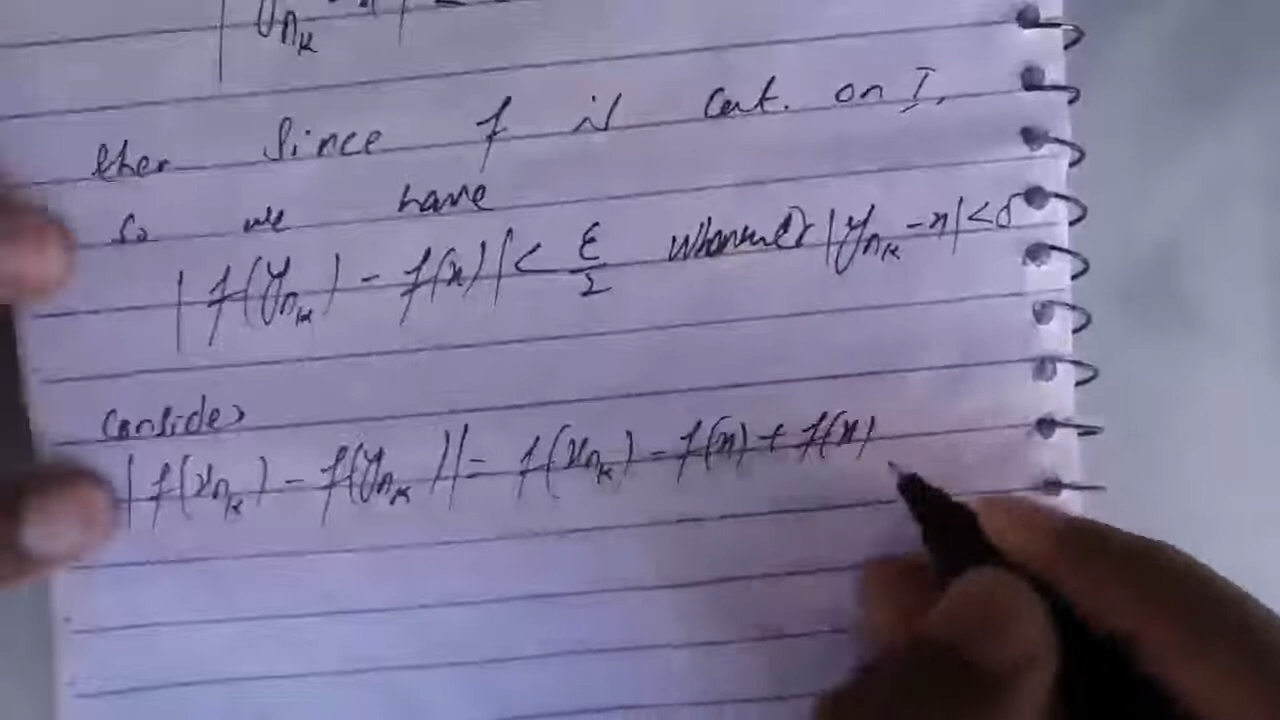 y_{n_k}
then Since f is Cont. on I.
So we have
|f(y_{n_k}) - f(x)| < ε/2 whenever |y_{n_k} - x| < δ
Consider
|f(x_{n_k}) - f(y_{n_k})| = f(x_{n_k}) - f(x) + f(x)